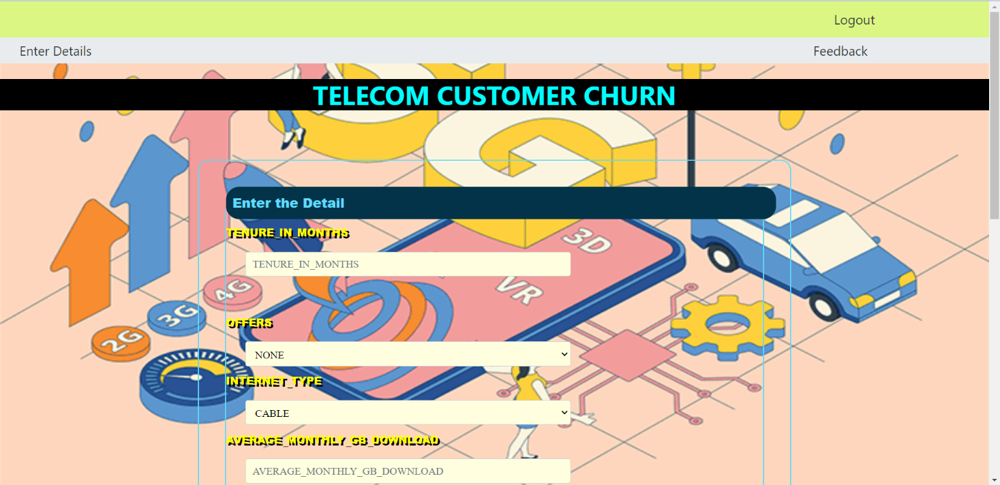 Logout
Enter Details
Feedback
TELECOM CUSTOMER CHURN
Enter the Detail
TENURE_IN_MONTHS
TENURE_IN_MONTHS
3D
VR
4G
3G
2G
OFFERS
NONE
INTERNET_TYPE
CABLE
AVERAGE_MONTHLY_GB_DOWNLOAD
AVERAGE_MONTHLY_GB_DOWNLOAD